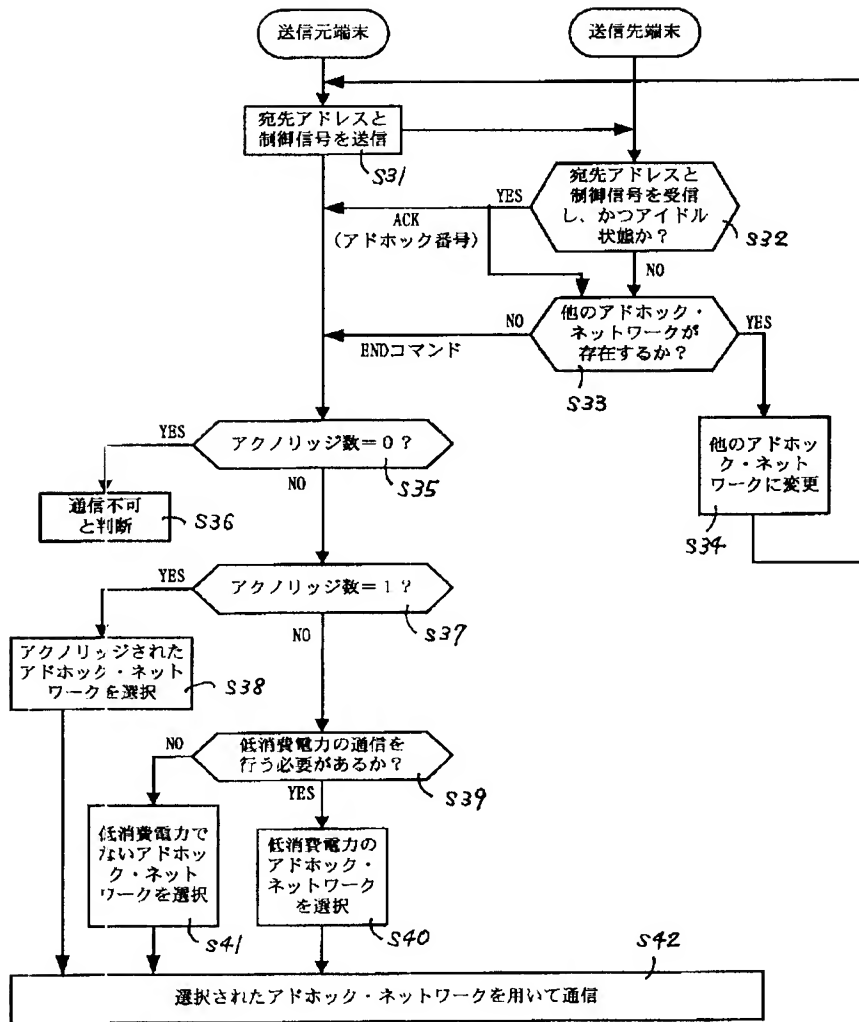 送信元端末
送信先端末
宛先アドレスと
制御信号を送信
S31
宛先アドレスと
制御信号を受信
し、かつアイドル
状態か？
S32
YES
ACK
（アドホック番号）
NO
他のアドホック・
ネットワークが
存在するか？
S33
NO
ENDコマンド
YES
他のアドホッ
ク・ネット
ワークに変更
S34
アクノリッジ数＝０？
S35
YES
NO
通信不可
と判断
S36
アクノリッジ数＝１？
S37
YES
NO
アクノリッジされた
アドホック・ネット
ワークを選択
S38
低消費電力の通信を
行う必要があるか？
S39
NO
YES
低消費電力で
ないアドホッ
ク・ネット
ワークを選択
S41
低消費電力の
アドホック・
ネットワーク
を選択
S40
S42
選択されたアドホック・ネットワークを用いて通信